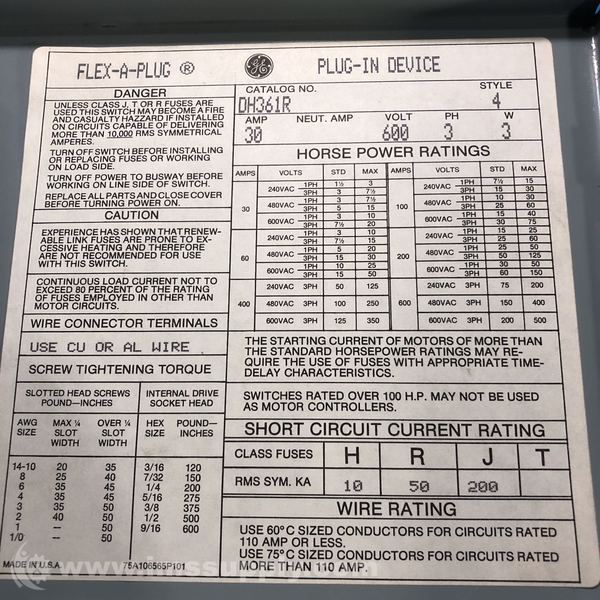 FLEX-A-PLUG ® GE PLUG-IN DEVICE
DANGER
UNLESS CLASS J, T OR R FUSES ARE
USED THIS SWITCH MAY BECOME A FIRE
AND CASUALTY HAZZARD IF INSTALLED
ON CIRCUITS CAPABLE OF DELIVERING
MORE THAN 10,000 RMS SYMMETRICAL
AMPERES.
TURN OFF SWITCH BEFORE INSTALLING
OR REPLACING FUSES OR WORKING
ON LOAD SIDE.
TURN OFF POWER TO BUSWAY BEFORE
WORKING ON LINE SIDE OF SWITCH.
REPLACE ALL PARTS AND CLOSE COVER
BEFORE TURNING POWER ON.
CAUTION
EXPERIENCE HAS SHOWN THAT RENEW-
ABLE LINK FUSES ARE PRONE TO EX-
CESSIVE HEATING AND THEREFORE
ARE NOT RECOMMENDED FOR USE
WITH THIS SWITCH.
CONTINUOUS LOAD CURRENT NOT TO
EXCEED 80 PERCENT OF THE RATING
OF FUSES EMPLOYED IN OTHER THAN
MOTOR CIRCUITS.
WIRE CONNECTOR TERMINALS
USE CU OR AL WIRE
SCREW TIGHTENING TORQUE
SLOTTED HEAD SCREWS INTERNAL DRIVE
POUND—INCHES SOCKET HEAD
AWG MAX ¼ OVER ¼ HEX POUND—
SIZE SLOT SLOT SIZE INCHES
WIDTH WIDTH
14-10 20 35 3/16 120
8 25 40 7/32 150
6 35 45 1/4 200
4 35 45 5/16 275
3 35 50 3/8 375
2 40 50 1/2 500
1 — 50 9/16 600
1/0 — 50
MADE IN U.S.A. 75A106565P101
CATALOG NO. STYLE
DH361R 4
AMP NEUT. AMP VOLT PH W
30 600 3 3
HORSE POWER RATINGS
AMPS VOLTS STD MAX AMPS VOLTS STD MAX
30 240VAC 1PH 1½ 3 100 240VAC 1PH 7½ 15
3PH 3 7½ 3PH 15 30
480VAC 1PH 3 7½ 480VAC 1PH 10 30
3PH 5 15 3PH 25 60
600VAC 1PH 3 10 600VAC 1PH 15 40
3PH 7½ 20 3PH 30 75
60 240VAC 1PH 3 10 200 240VAC 1PH 15 25
3PH 7½ 15 3PH 25 60
480VAC 1PH 5 20 480VAC 1PH 25 50
3PH 15 30 3PH 50 125
600VAC 1PH 10 25 600VAC 1PH 30 50
3PH 15 50 3PH 60 150
400 240VAC 3PH 50 125 600 240VAC 3PH 75 200
480VAC 3PH 100 250 480VAC 3PH 150 400
600VAC 3PH 125 350 600VAC 3PH 200 500
THE STARTING CURRENT OF MOTORS OF MORE THAN
THE STANDARD HORSEPOWER RATINGS MAY RE-
QUIRE THE USE OF FUSES WITH APPROPRIATE TIME-
DELAY CHARACTERISTICS.
SWITCHES RATED OVER 100 H.P. MAY NOT BE USED
AS MOTOR CONTROLLERS.
SHORT CIRCUIT CURRENT RATING
CLASS FUSES H R J T
RMS SYM. KA 10 50 200
WIRE RATING
USE 60°C SIZED CONDUCTORS FOR CIRCUITS RATED
110 AMP OR LESS.
USE 75°C SIZED CONDUCTORS FOR CIRCUITS RATED
MORE THAN 110 AMP.